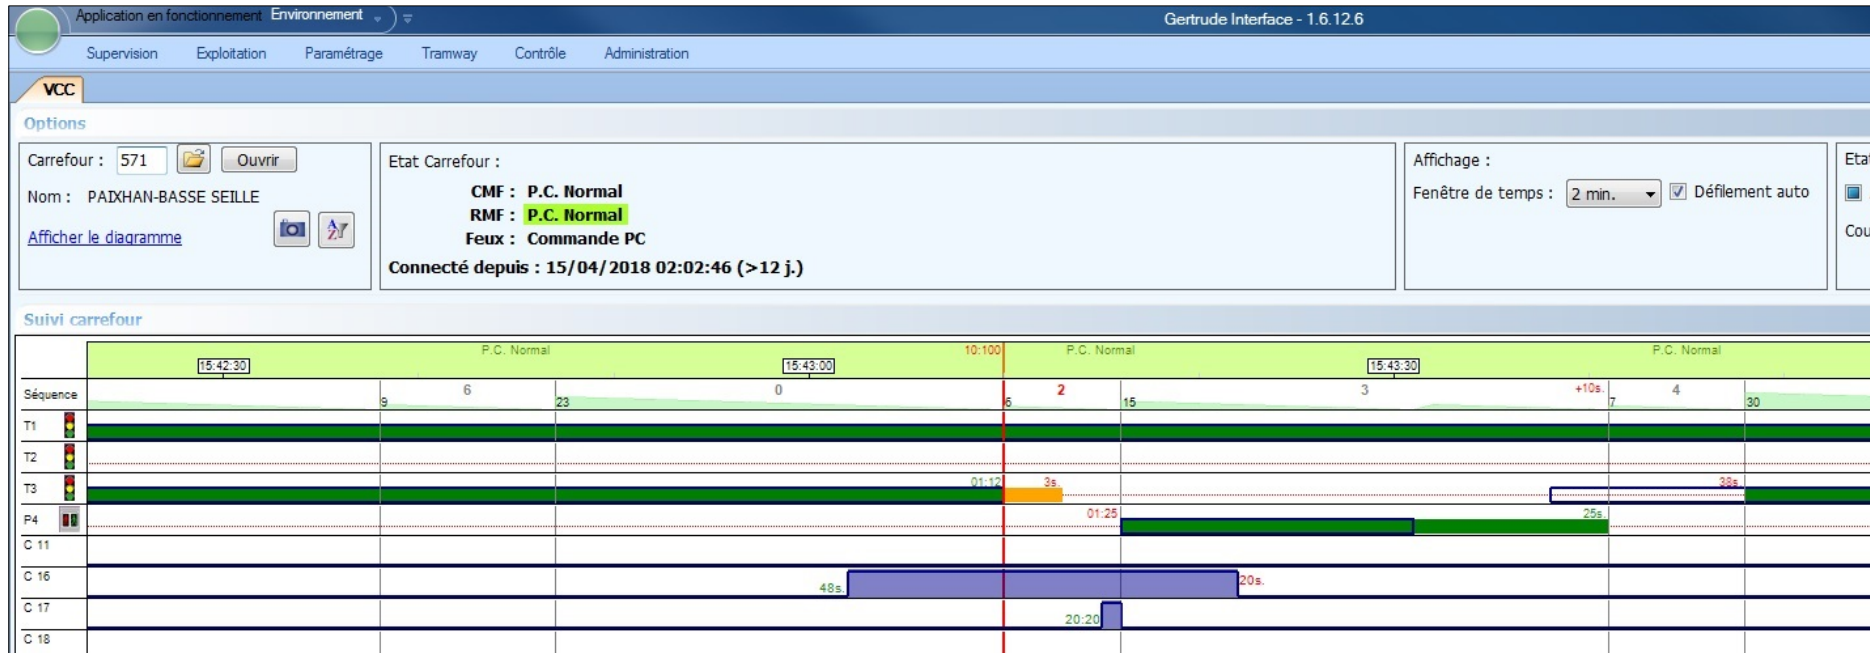 Application en fonctionnement Environnement
Gertrude Interface - 1.6.12.6
Supervision Exploitation Paramétrage Tramway Contrôle Administration
VCC
Options
Carrefour : 571 Ouvrir
Nom : PAIXHAN-BASSE SEILLE
Afficher le diagramme
Etat Carrefour :
CMF : P.C. Normal
RMF : P.C. Normal
Feux : Commande PC
Connecté depuis : 15/04/2018 02:02:46 (>12 j.)
Affichage :
Fenêtre de temps : 2 min. Défilement auto
Etat
Cou
Suivi carrefour
P.C. Normal 10:100 P.C. Normal P.C. Normal
15:42:30 15:43:00 15:43:30
Séquence 9 6 23 0 6 2 15 3 +10s. 7 4 30
T1
T2
T3 01:12 3s. 38s.
P4 01:25 25s.
C 11
C 16 48s. 20s.
C 17 20:20
C 18